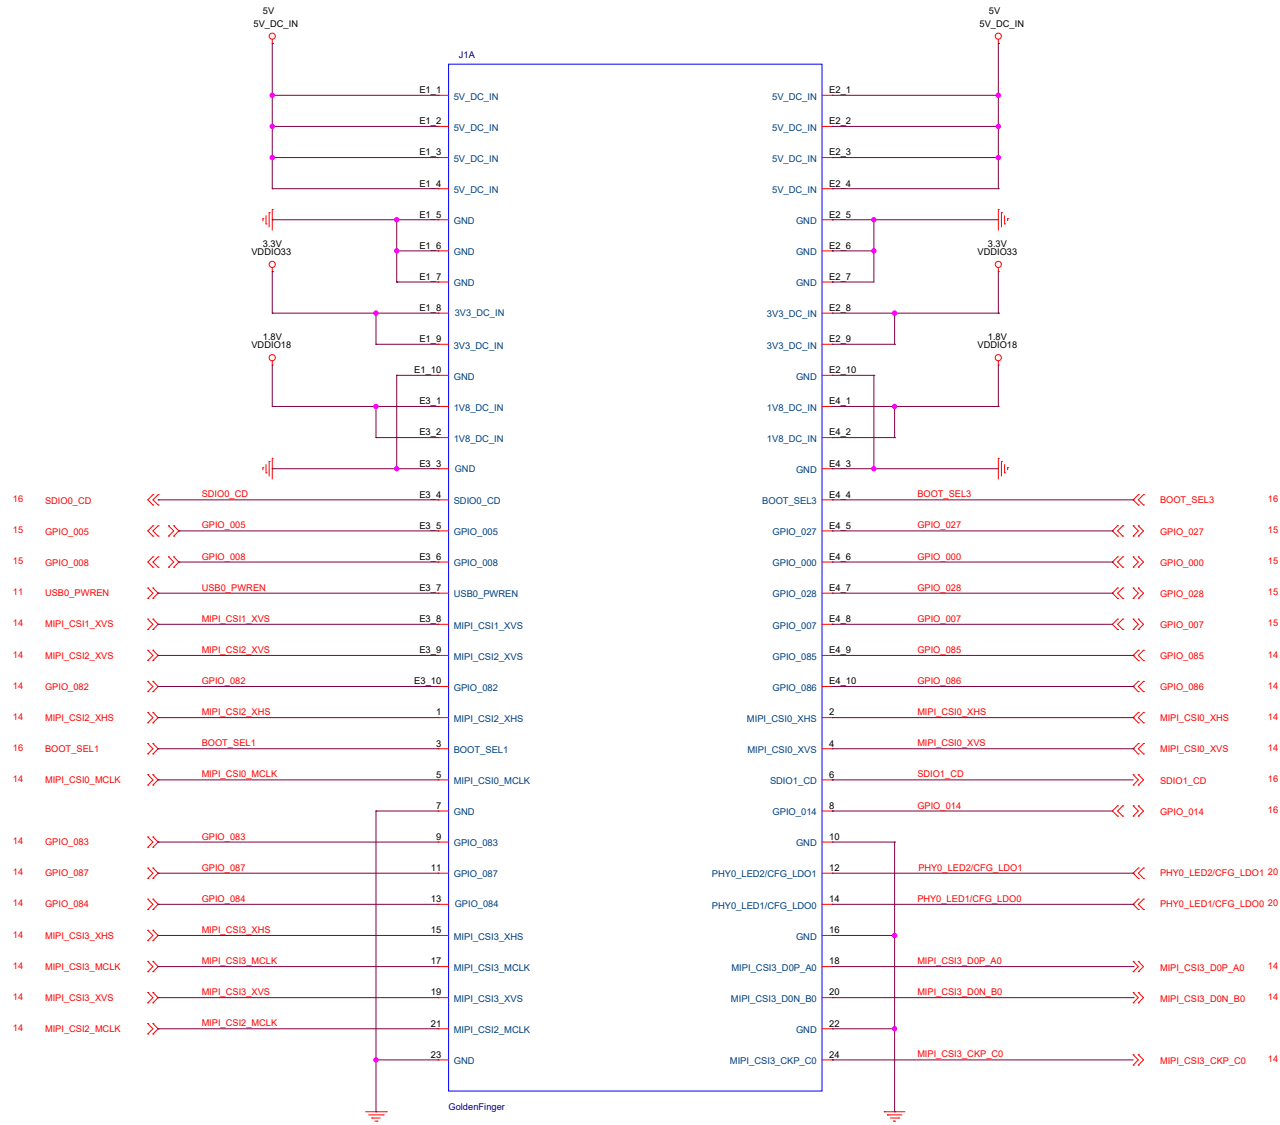 5V
5V_DC_IN
5V
5V_DC_IN
J1A
E1_1 5V_DC_IN 5V_DC_IN E2_1
E1_2 5V_DC_IN 5V_DC_IN E2_2
E1_3 5V_DC_IN 5V_DC_IN E2_3
E1_4 5V_DC_IN 5V_DC_IN E2_4
E1_5 GND GND E2_5
3.3V
VDDIO33
E1_6 GND GND E2_6
3.3V
VDDIO33
E1_7 GND GND E2_7
E1_8 3V3_DC_IN 3V3_DC_IN E2_8
1.8V
VDDIO18
E1_9 3V3_DC_IN 3V3_DC_IN E2_9
1.8V
VDDIO18
E1_10 GND GND E2_10
E3_1 1V8_DC_IN 1V8_DC_IN E4_1
E3_2 1V8_DC_IN 1V8_DC_IN E4_2
E3_3 GND GND E4_3
16 SDIO0_CD SDIO0_CD E3_4 SDIO0_CD BOOT_SEL3 E4_4 BOOT_SEL3 BOOT_SEL3 16
15 GPIO_005 GPIO_005 E3_5 GPIO_005 GPIO_027 E4_5 GPIO_027 GPIO_027 15
15 GPIO_008 GPIO_008 E3_6 GPIO_008 GPIO_000 E4_6 GPIO_000 GPIO_000 15
11 USB0_PWREN USB0_PWREN E3_7 USB0_PWREN GPIO_028 E4_7 GPIO_028 GPIO_028 15
14 MIPI_CSI1_XVS MIPI_CSI1_XVS E3_8 MIPI_CSI1_XVS GPIO_007 E4_8 GPIO_007 GPIO_007 15
14 MIPI_CSI2_XVS MIPI_CSI2_XVS E3_9 MIPI_CSI2_XVS GPIO_085 E4_9 GPIO_085 GPIO_085 14
14 GPIO_082 GPIO_082 E3_10 GPIO_082 GPIO_086 E4_10 GPIO_086 GPIO_086 14
14 MIPI_CSI2_XHS MIPI_CSI2_XHS 1 MIPI_CSI2_XHS MIPI_CSI0_XHS 2 MIPI_CSI0_XHS MIPI_CSI0_XHS 14
16 BOOT_SEL1 BOOT_SEL1 3 BOOT_SEL1 MIPI_CSI0_XVS 4 MIPI_CSI0_XVS MIPI_CSI0_XVS 14
14 MIPI_CSI0_MCLK MIPI_CSI0_MCLK 5 MIPI_CSI0_MCLK SDIO1_CD 6 SDIO1_CD SDIO1_CD 16
7 GND GPIO_014 8 GPIO_014 GPIO_014 16
14 GPIO_083 GPIO_083 9 GPIO_083 GND 10
14 GPIO_087 GPIO_087 11 GPIO_087 PHY0_LED2/CFG_LDO1 12 PHY0_LED2/CFG_LDO1 PHY0_LED2/CFG_LDO1 20
14 GPIO_084 GPIO_084 13 GPIO_084 PHY0_LED1/CFG_LDO0 14 PHY0_LED1/CFG_LDO0 PHY0_LED1/CFG_LDO0 20
14 MIPI_CSI3_XHS MIPI_CSI3_XHS 15 MIPI_CSI3_XHS GND 16
14 MIPI_CSI3_MCLK MIPI_CSI3_MCLK 17 MIPI_CSI3_MCLK MIPI_CSI3_D0P_A0 18 MIPI_CSI3_D0P_A0 MIPI_CSI3_D0P_A0 14
14 MIPI_CSI3_XVS MIPI_CSI3_XVS 19 MIPI_CSI3_XVS MIPI_CSI3_D0N_B0 20 MIPI_CSI3_D0N_B0 MIPI_CSI3_D0N_B0 14
14 MIPI_CSI2_MCLK MIPI_CSI2_MCLK 21 MIPI_CSI2_MCLK GND 22
23 GND MIPI_CSI3_CKP_C0 24 MIPI_CSI3_CKP_C0 MIPI_CSI3_CKP_C0 14
GoldenFinger